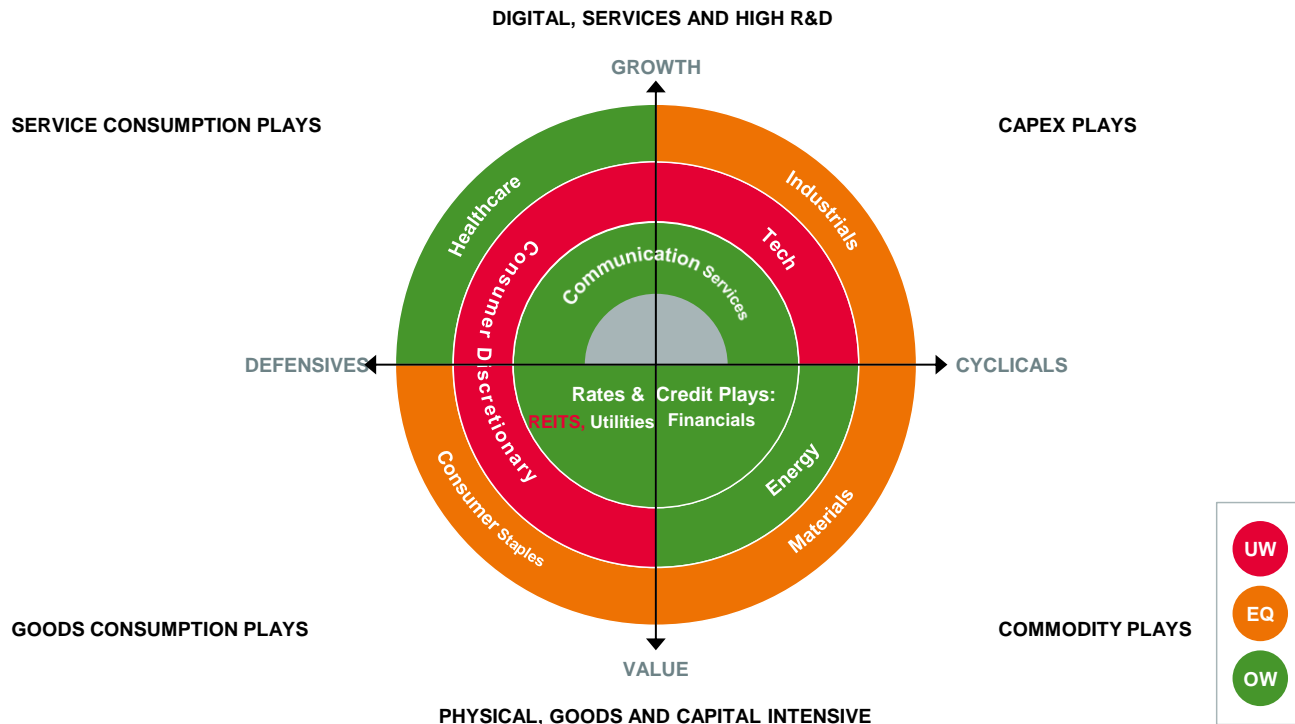 DIGITAL, SERVICES AND HIGH R&D
GROWTH
SERVICE CONSUMPTION PLAYS
CAPEX PLAYS
Healthcare
Industrials
Consumer Discretionary
Tech
Communication Services
DEFENSIVES
CYCLICALS
Rates & Credit Plays:
REITS, Utilities Financials
Energy
Consumer Staples
Materials
UW
EQ
OW
GOODS CONSUMPTION PLAYS
COMMODITY PLAYS
VALUE
PHYSICAL, GOODS AND CAPITAL INTENSIVE